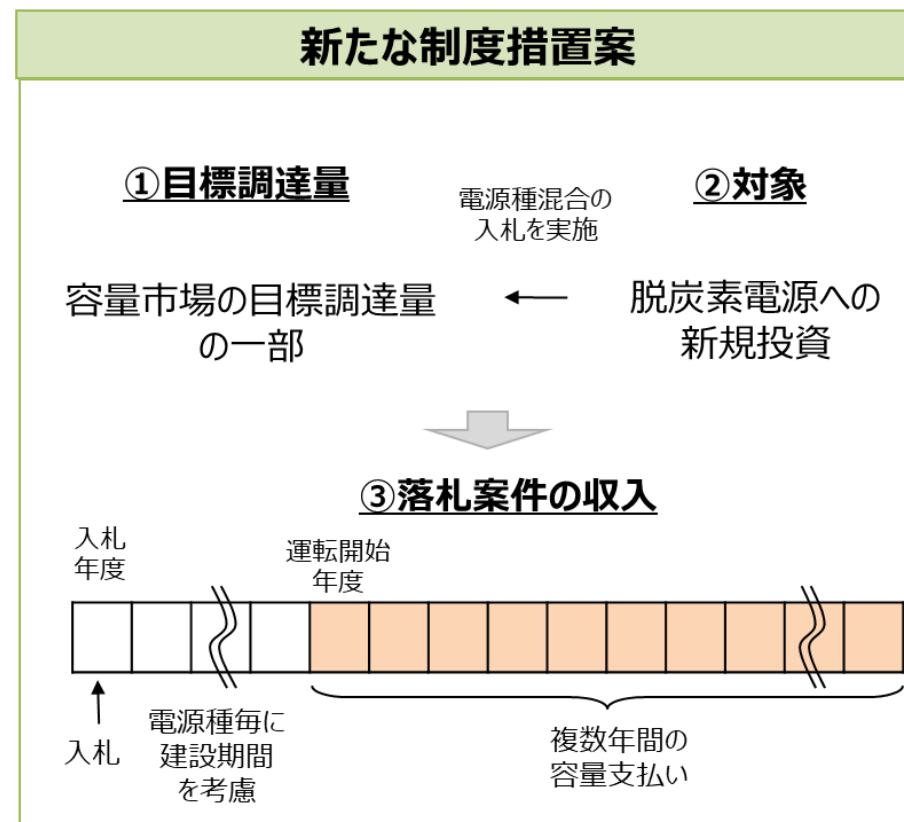 新たな制度措置案
①目標調達量
電源種混合の
入札を実施
②対象
容量市場の目標調達量
の一部
脱炭素電源への
新規投資
③落札案件の収入
入札
年度
運転開始
年度
入札
電源種毎に
建設期間
を考慮
複数年間の
容量支払い